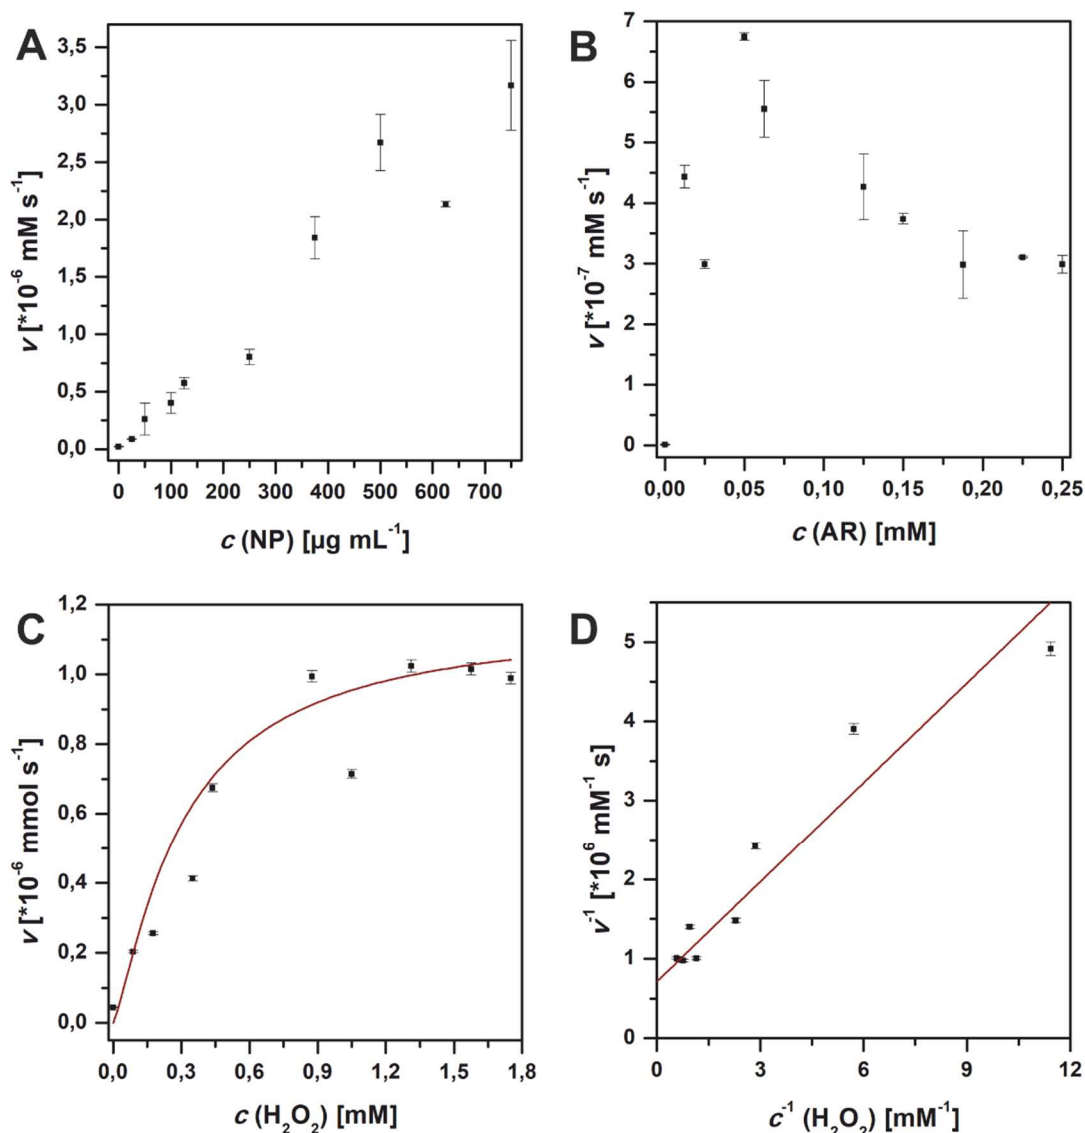 A
3,5
3,0
2,5
2,0
1,5
1,0
0,5
0,0
v [*10⁻⁶ mM s⁻¹]
0 100 200 300 400 500 600 700
c (NP) [µg mL⁻¹]
B
7
6
5
4
3
2
1
0
v [*10⁻⁷ mM s⁻¹]
0,00 0,05 0,10 0,15 0,20 0,25
c (AR) [mM]
C
1,2
1,0
0,8
0,6
0,4
0,2
0,0
v [*10⁻⁶ mmol s⁻¹]
0,0 0,3 0,6 0,9 1,2 1,5 1,8
c (H₂O₂) [mM]
D
5
4
3
2
1
0
v⁻¹ [*10⁶ mM⁻¹ s]
0 3 6 9 12
c⁻¹ (H₂O₂) [mM⁻¹]